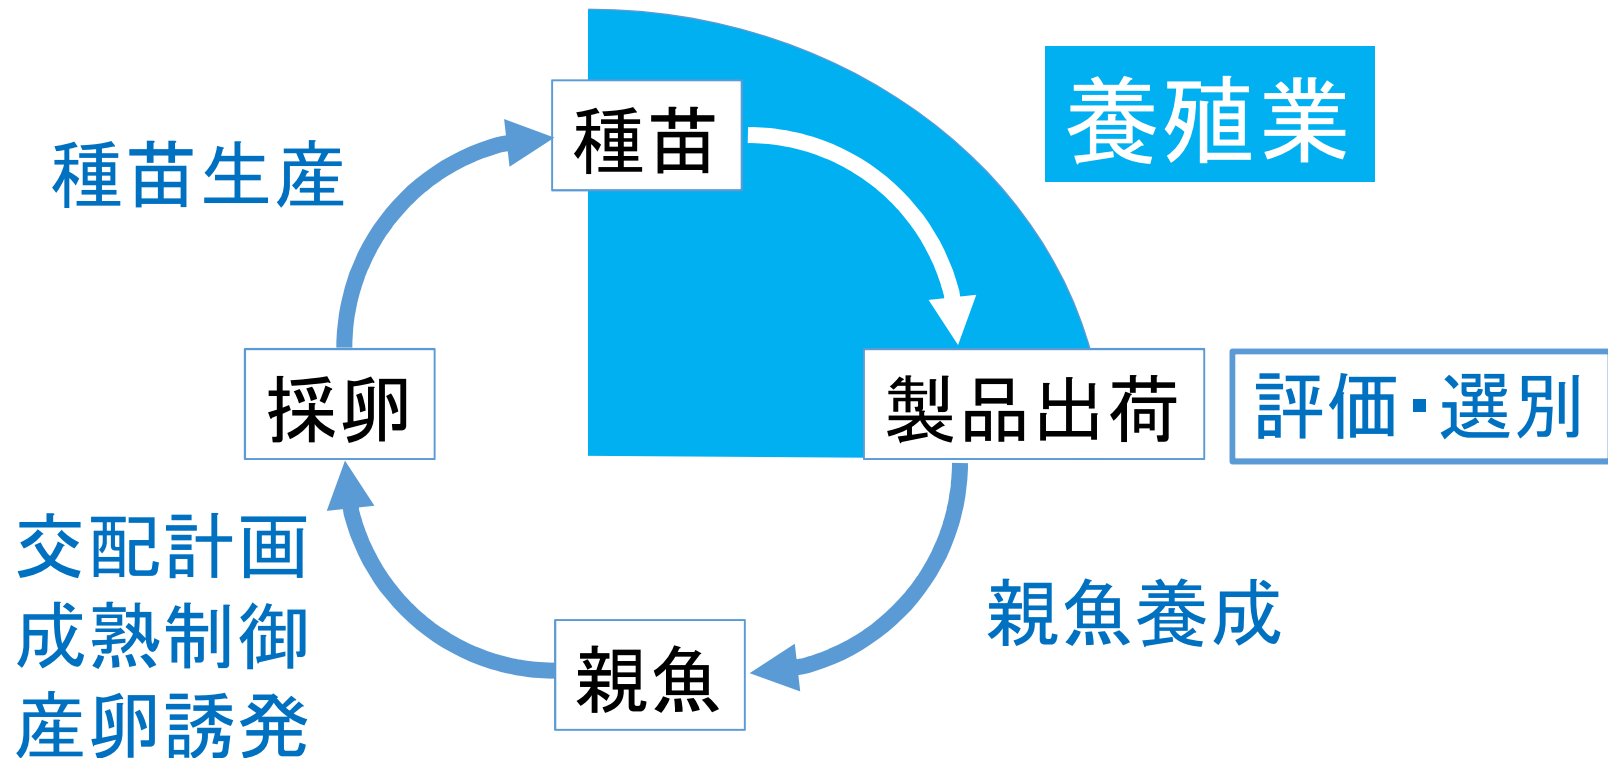 養殖業
種苗
種苗生産
採卵
製品出荷
評価・選別
交配計画
成熟制御
産卵誘発
親魚養成
親魚